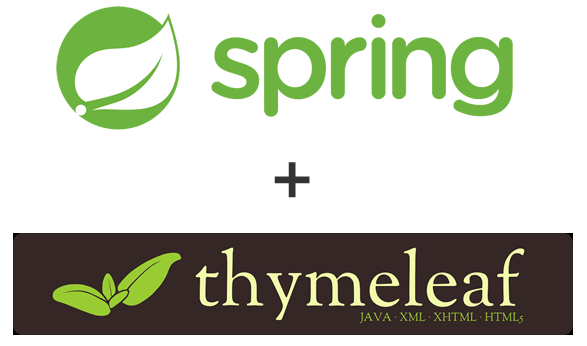 spring
+
thymeleaf
JAVA · XML · XHTML · HTML5